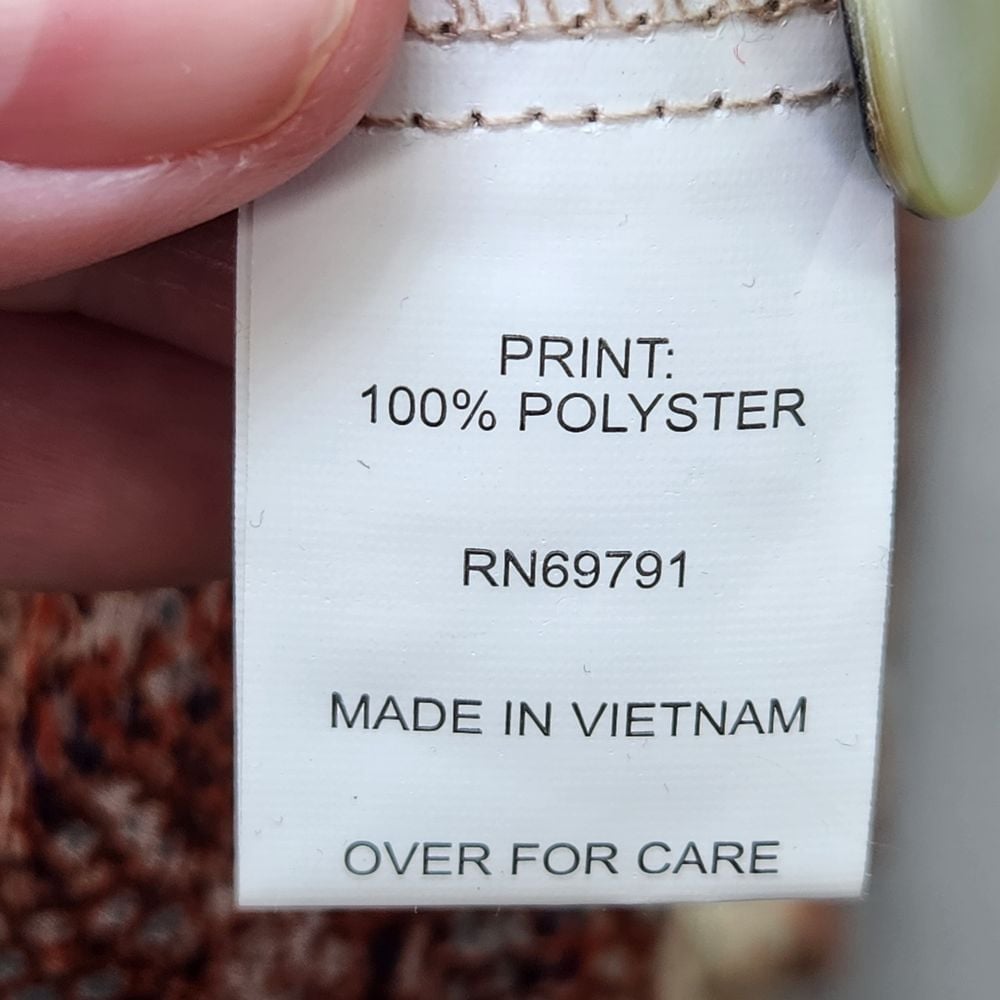 PRINT:
100% POLYSTER
RN69791
MADE IN VIETNAM
OVER FOR CARE